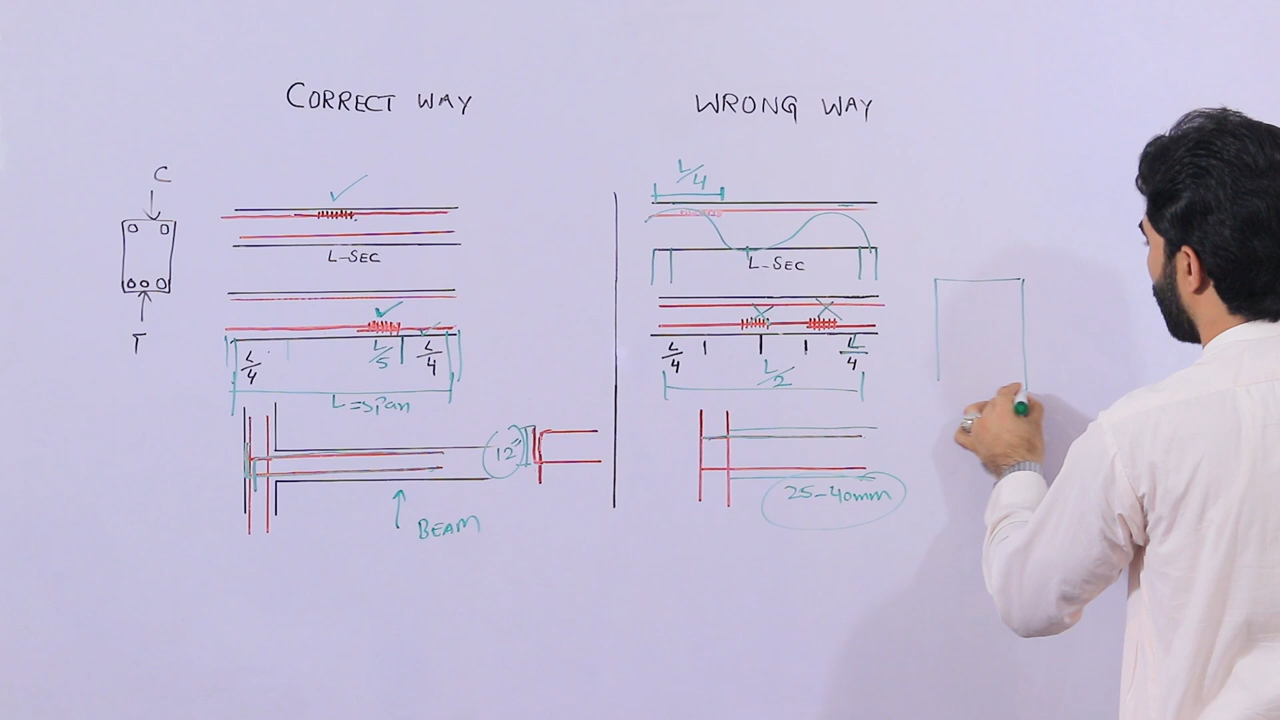 CORRECT WAY
C
T
L-SEC
L/4
L/5
L/4
L=span
12"
BEAM
WRONG WAY
L/4
L-SEC
L/4
L/4
L/2
25-40mm